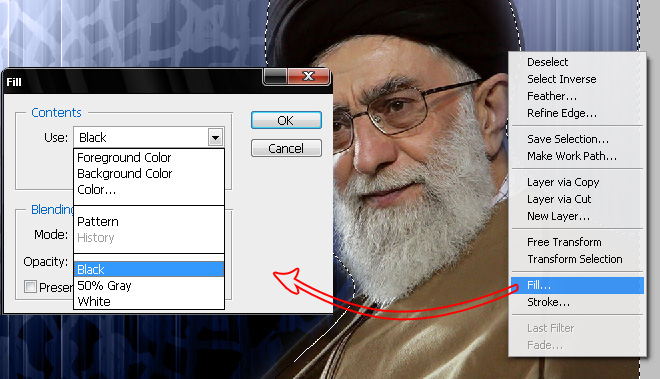 Fill
Contents
Use:
Black
Foreground Color
Background Color
Color...
Pattern
History
Black
50% Gray
White
Blending
Mode:
Opacity:
Preser
OK
Cancel
Deselect
Select Inverse
Feather...
Refine Edge...
Save Selection...
Make Work Path...
Layer via Copy
Layer via Cut
New Layer...
Free Transform
Transform Selection
Fill...
Stroke...
Last Filter
Fade...